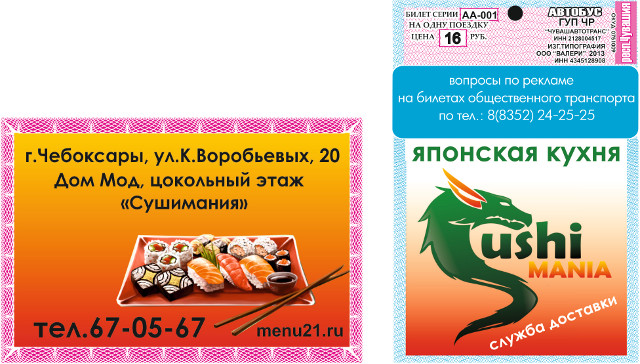 г.Чебоксары, ул.К.Воробьевых, 20
Дом Мод, цокольный этаж
«Сушимания»
тел.67-05-67
menu21.ru
БИЛЕТ СЕРИИ АА-001
НА ОДНУ ПОЕЗДКУ
ЦЕНА 16 РУБ.
АВТОБУС
ГУП ЧР
"ЧУВАШАВТОТРАНС"
ИНН 2128004517
ИЗГ.ТИПОГРАФИЯ
ООО "ВАЛЕРИ" 2013
ИНН 4345128908
респ.Чувашия
вопросы по рекламе
на билетах общественного транспорта
по тел.: 8(8352) 24-25-25
ЯПОНСКАЯ КУХНЯ
Sushi
MANIA
служба доставки